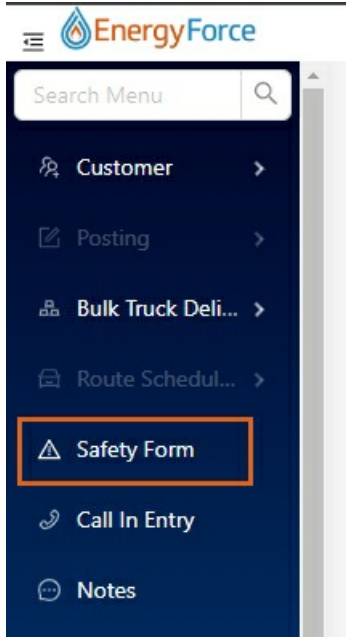 EnergyForce
Search Menu
Customer
Posting
Bulk Truck Deli...
Route Schedul...
Safety Form
Call In Entry
Notes